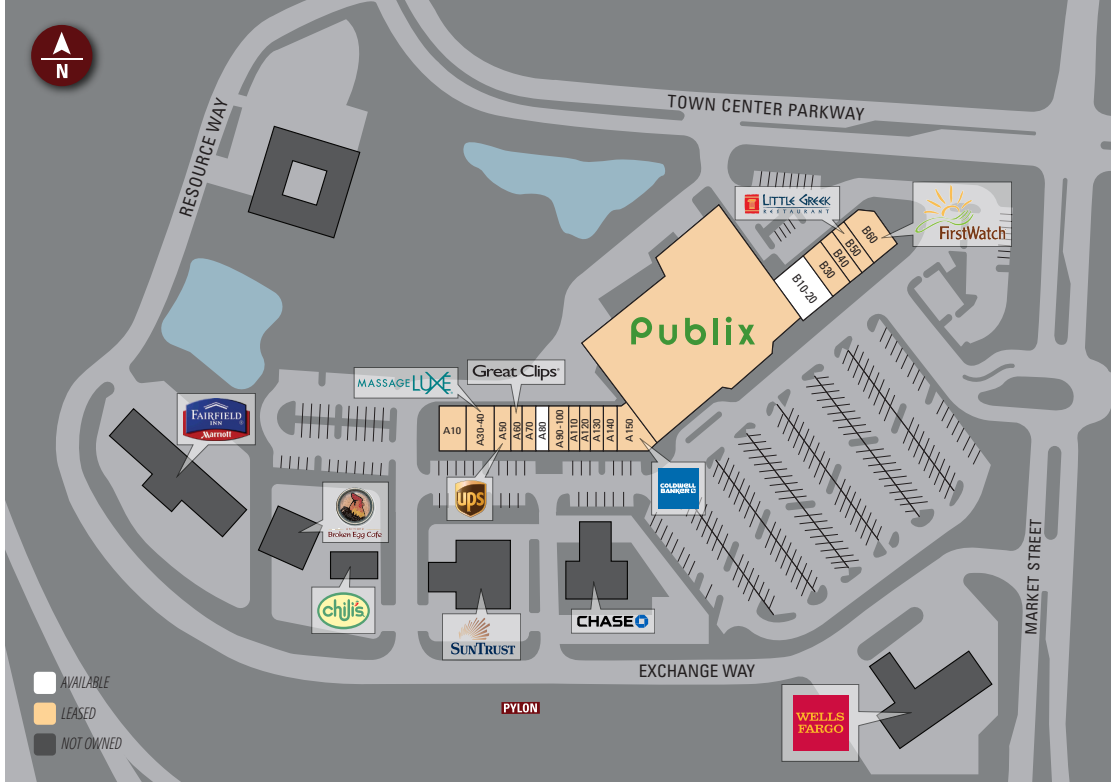 N
RESOURCE WAY
TOWN CENTER PARKWAY
LITTLE GREEK
RESTAURANT
FirstWatch
B60
B50
B40
B30
B10-20
Publix
Great Clips
MASSAGE LUXE
A10
A30-40
A50
A60
A70
A80
A90-100
A110
A120
A130
A140
A150
FAIRFIELD
INN
Marriott
ups
COLDWELL
BANKER
Broken Egg Cafe
chili's
SUNTRUST
CHASE
MARKET STREET
EXCHANGE WAY
AVAILABLE
LEASED
NOT OWNED
PYLON
WELLS
FARGO